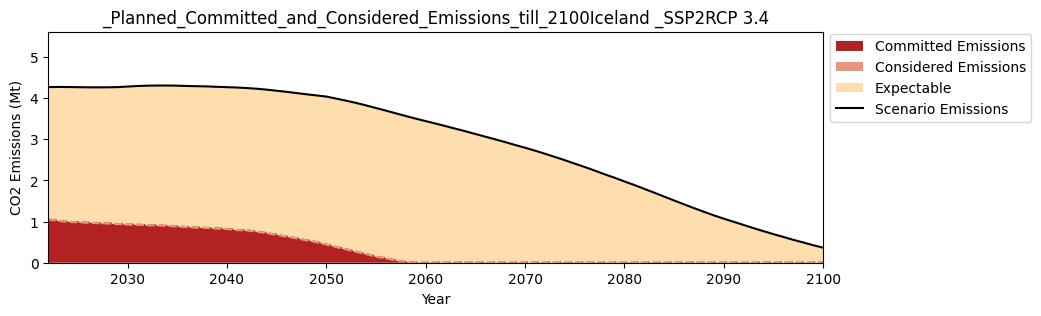 _Planned_Committed_and_Considered_Emissions_till_2100Iceland _SSP2RCP 3.4
Committed Emissions
Considered Emissions
Expectable
Scenario Emissions
CO2 Emissions (Mt)
5
4
3
2
1
0
2030 2040 2050 2060 2070 2080 2090 2100
Year